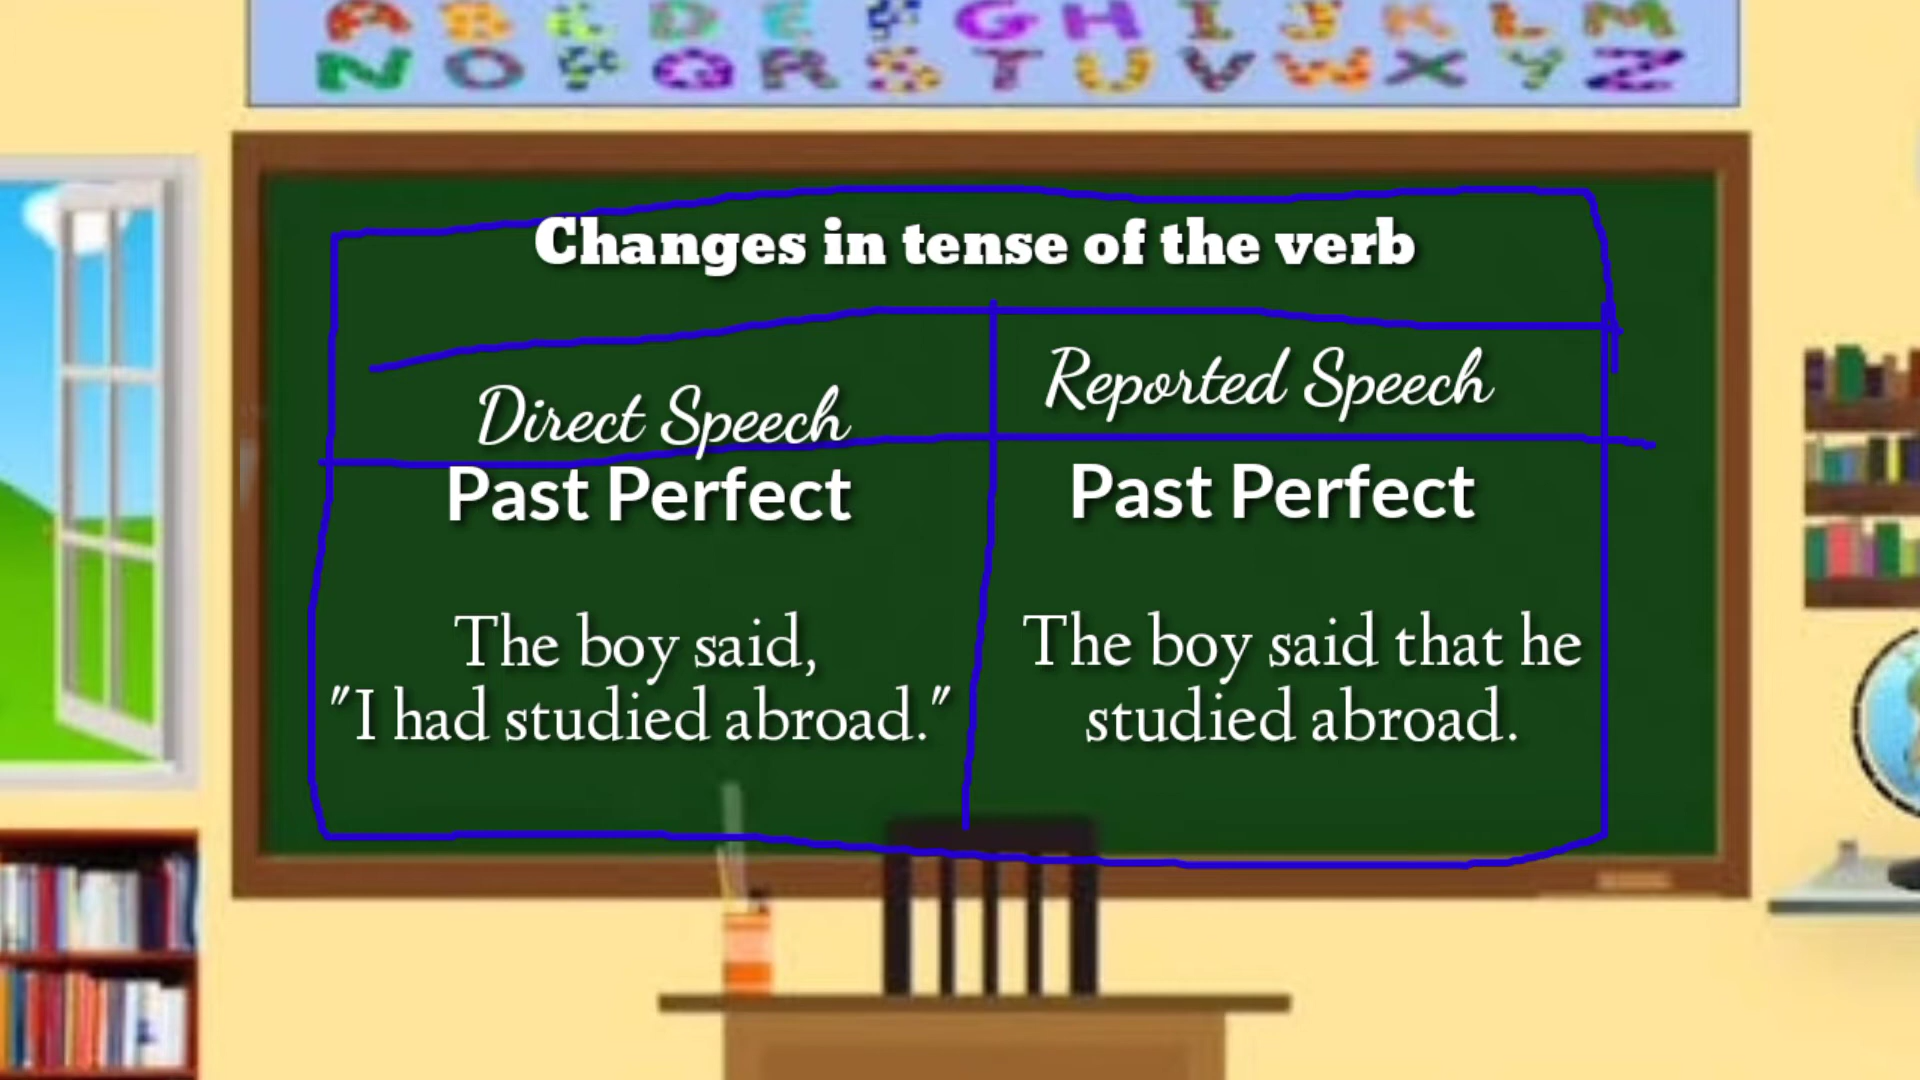 A B C D E F G H I J K L M
N O P Q R S T U V W X Y Z
Changes in tense of the verb
Direct Speech
Reported Speech
Past Perfect
Past Perfect
The boy said,
"I had studied abroad."
The boy said that he
studied abroad.